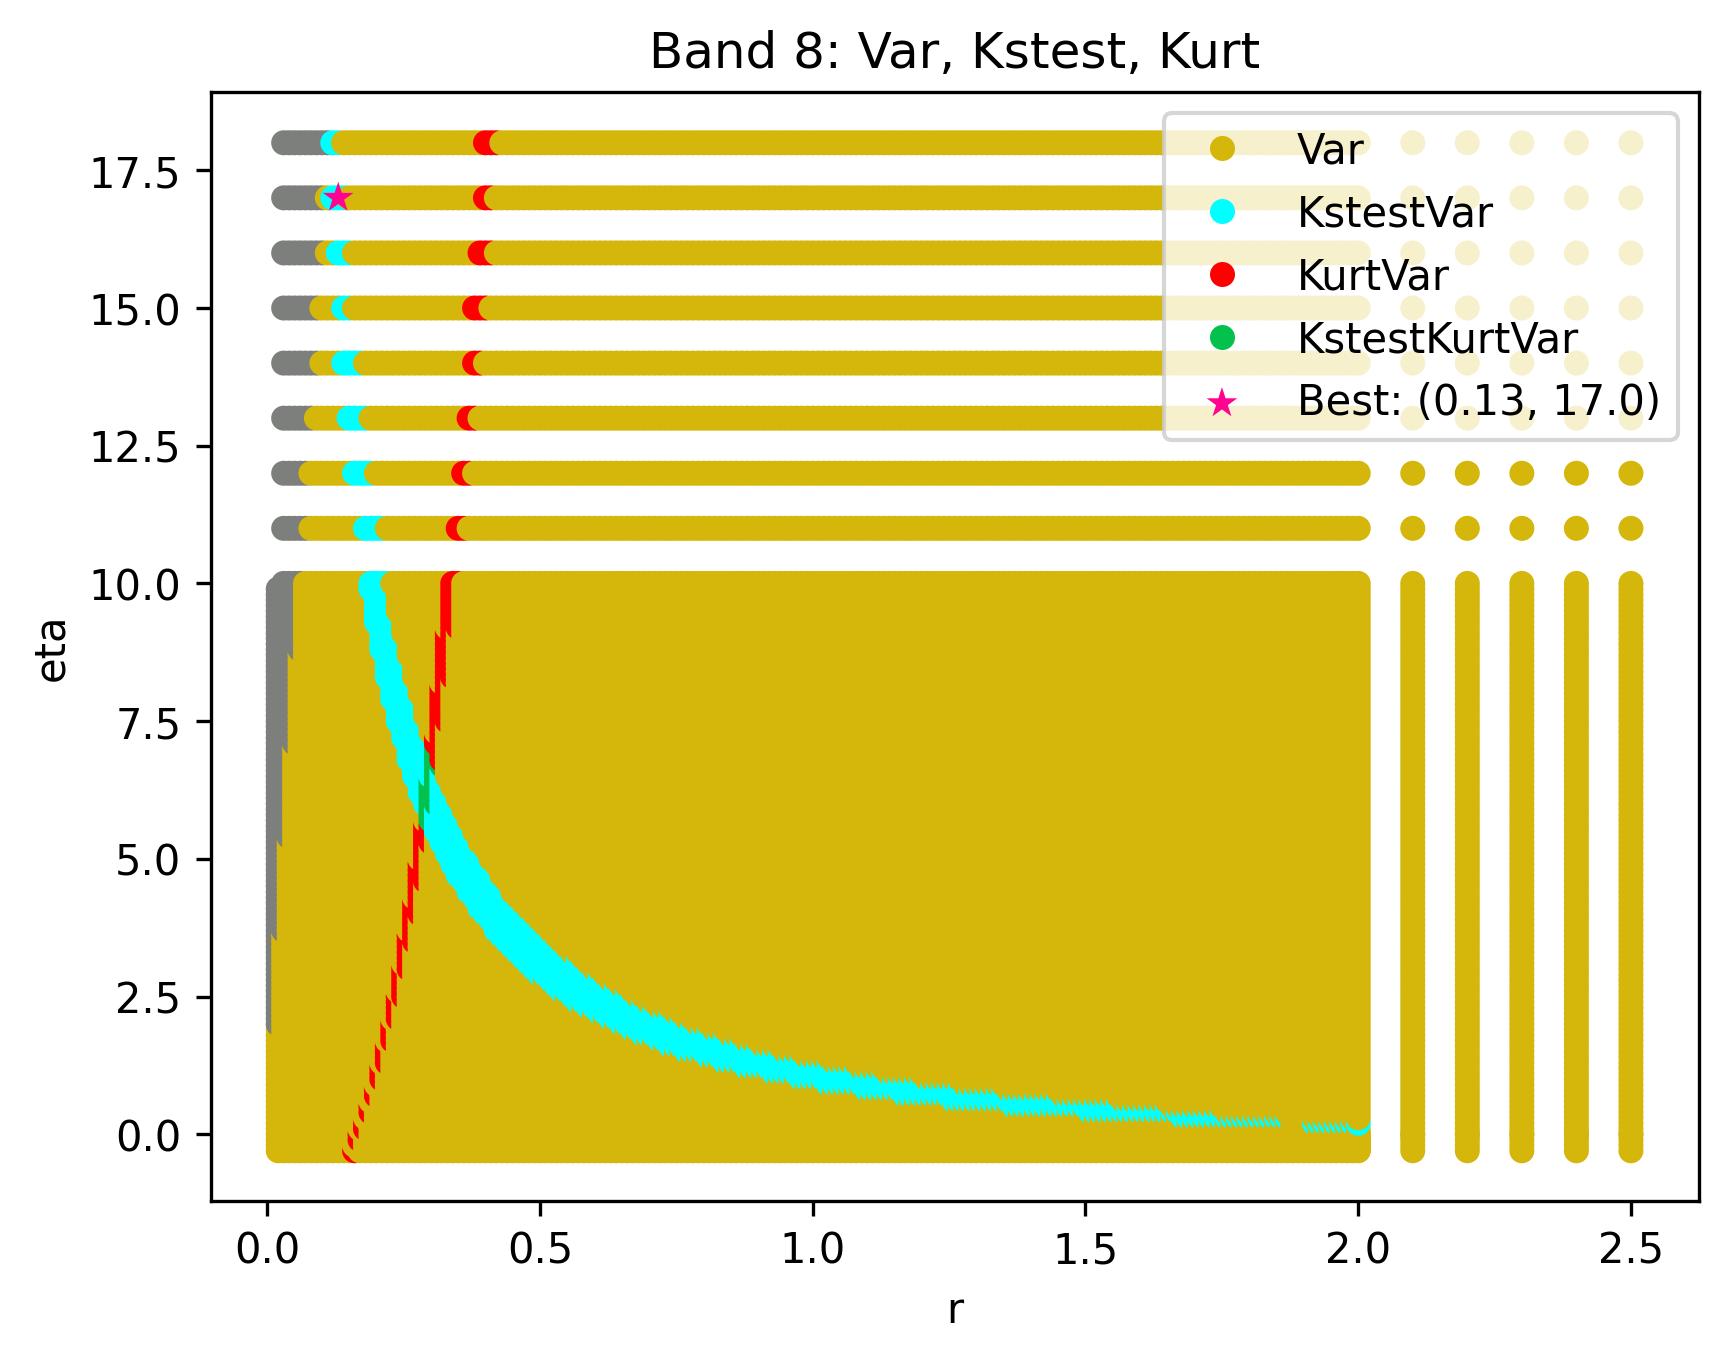 Band 8: Var, Kstest, Kurt
Var
KstestVar
KurtVar
KstestKurtVar
Best: (0.13, 17.0)
eta
17.5
15.0
12.5
10.0
7.5
5.0
2.5
0.0
0.0 0.5 1.0 1.5 2.0 2.5
r